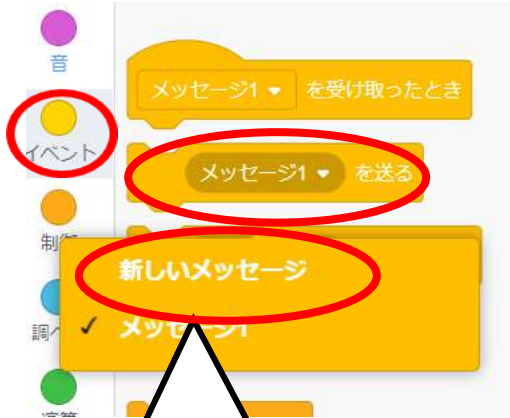 音
メッセージ1 を受け取ったとき
イベント
メッセージ1 を送る
制御
新しいメッセージ
✓ メッセージ1